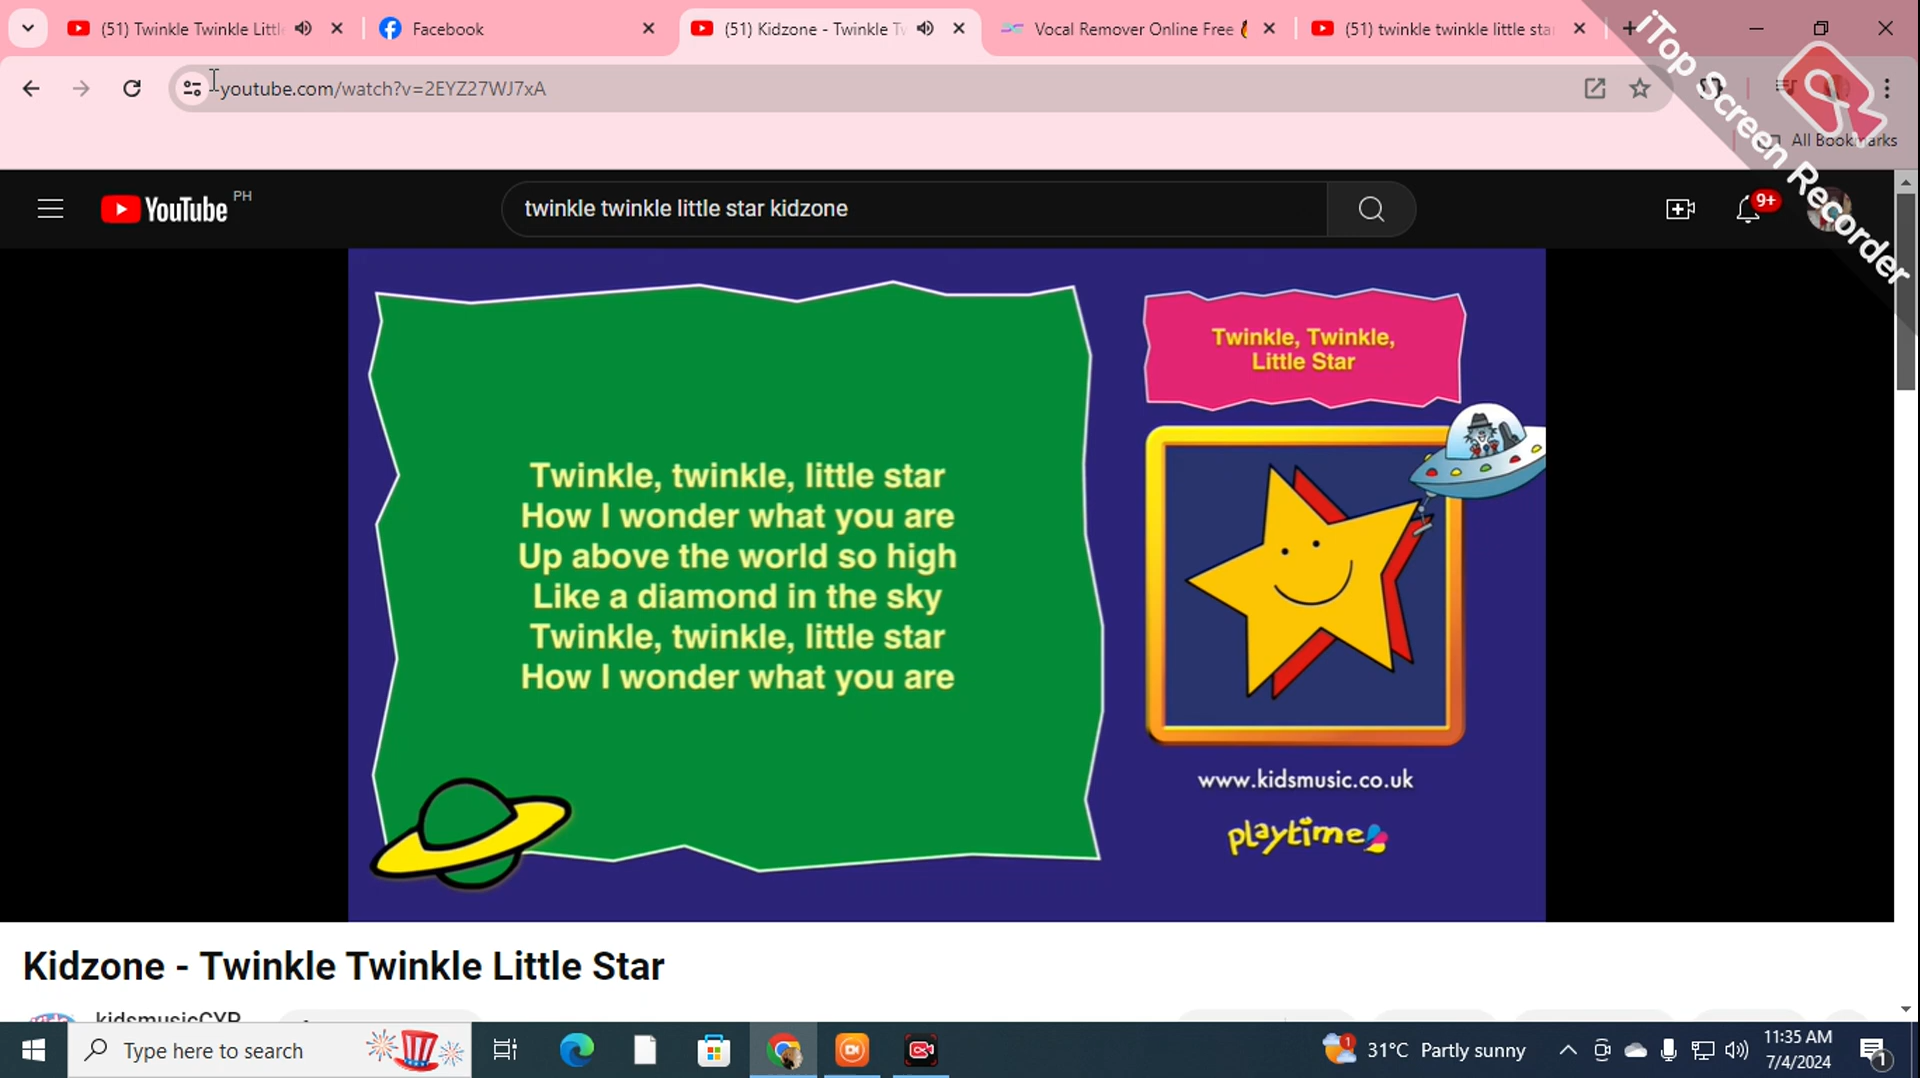 (51) Twinkle Twinkle Littl
Facebook
(51) Kidzone - Twinkle Tv
Vocal Remover Online Free
(51) twinkle twinkle little sta
youtube.com/watch?v=2EYZ27WJ7xA
All Bookmarks
iTop Screen Recorder
YouTube PH
twinkle twinkle little star kidzone
9+
Twinkle, Twinkle,
Little Star
Twinkle, twinkle, little star
How I wonder what you are
Up above the world so high
Like a diamond in the sky
Twinkle, twinkle, little star
How I wonder what you are
www.kidsmusic.co.uk
playtime
Kidzone - Twinkle Twinkle Little Star
kidsmusicCYP
Type here to search
1
31°C Partly sunny
11:35 AM
7/4/2024
1